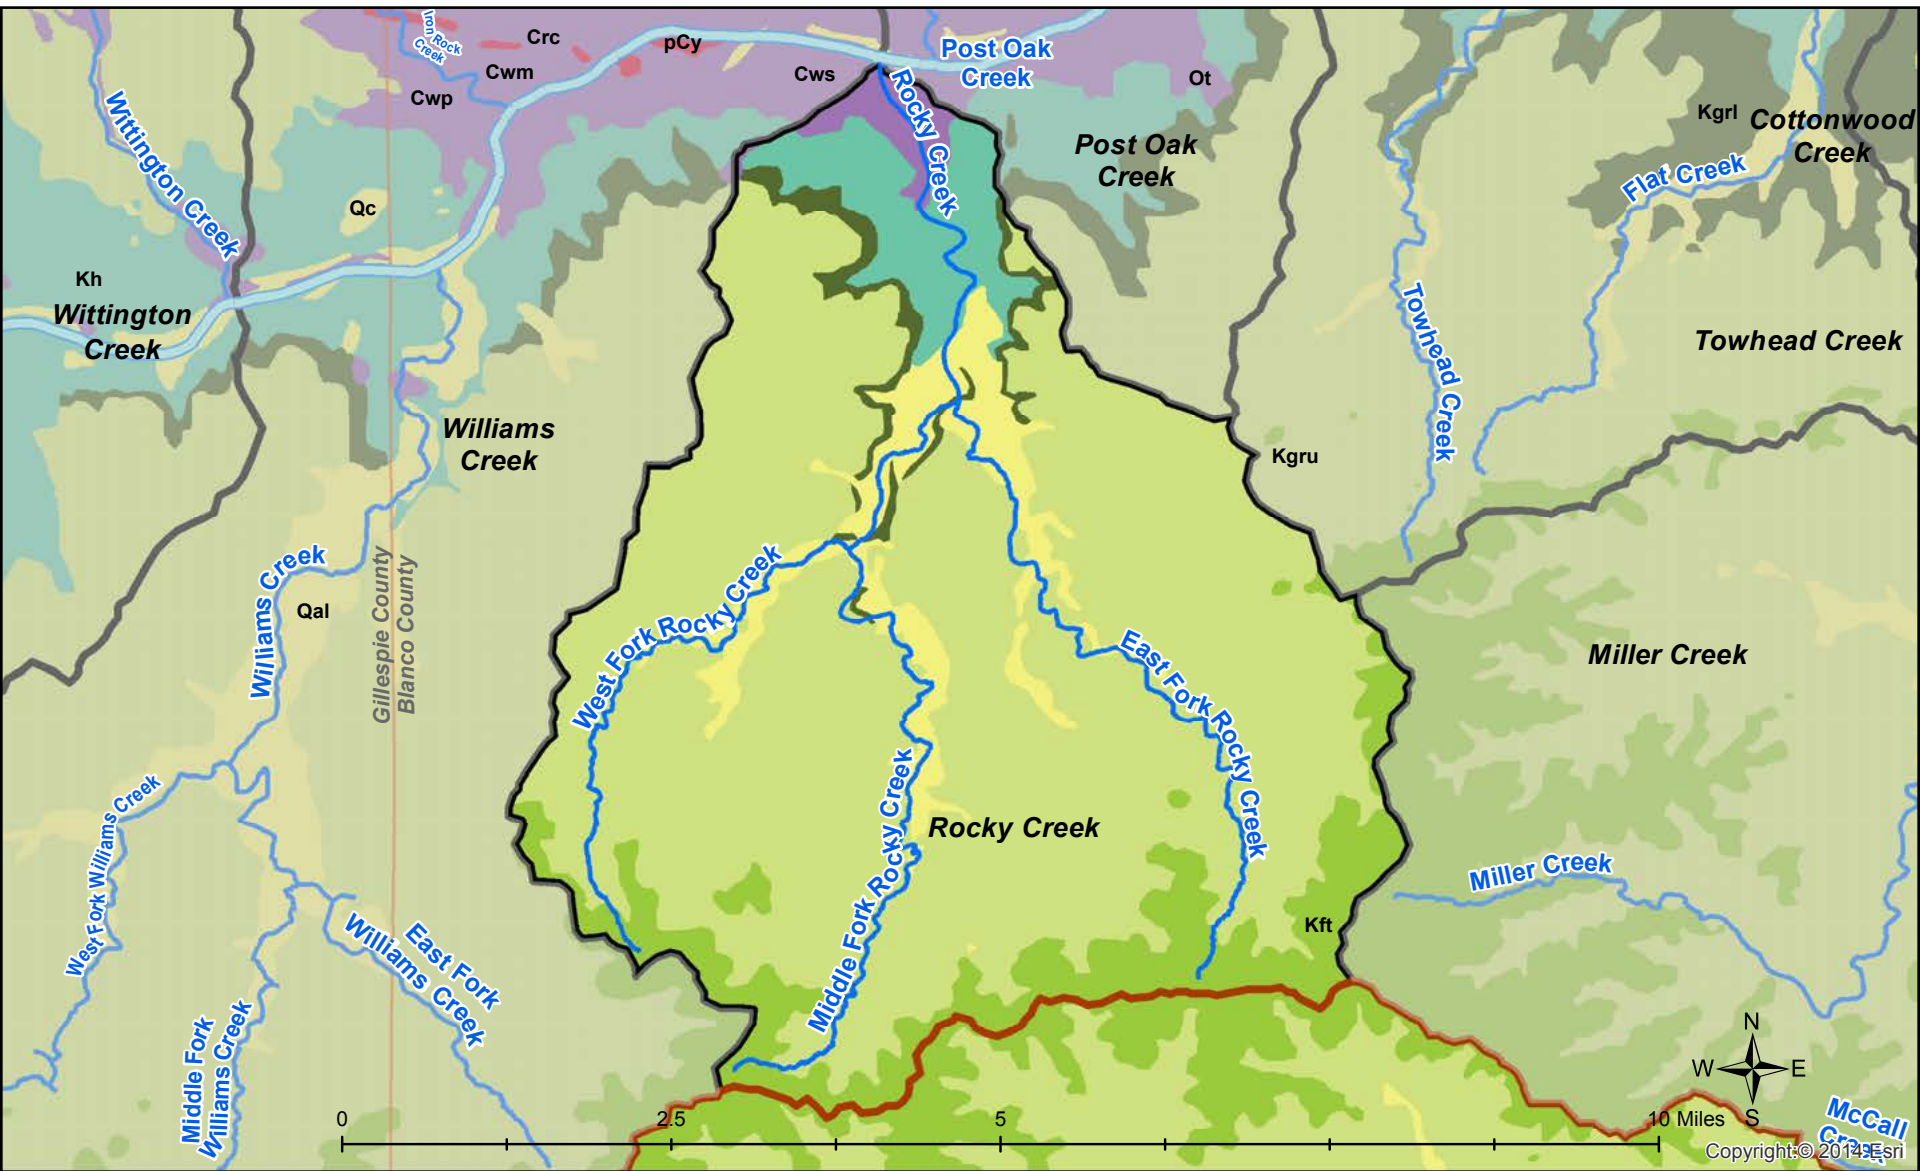 Iron Rock
Creek
Crc
pCy
Cwm
Cwp
Cws
Post Oak
Creek
Ot
Rocky Creek
Wittington Creek
Kgrl
Cottonwood
Creek
Post Oak
Creek
Flat Creek
Qc
Kh
Wittington
Creek
Towhead Creek
Towhead Creek
Williams
Creek
Kgru
Williams Creek
Qal
Gillespie County
Blanco County
West Fork Rocky Creek
East Fork Rocky Creek
Miller Creek
West Fork Williams Creek
Middle Fork Rocky Creek
Rocky Creek
Miller Creek
Kft
East Fork
Williams Creek
Middle Fork
Williams Creek
N
W
E
S
0
2.5
5
10 Miles
McCall
Creek
Copyright:© 2014 Esri